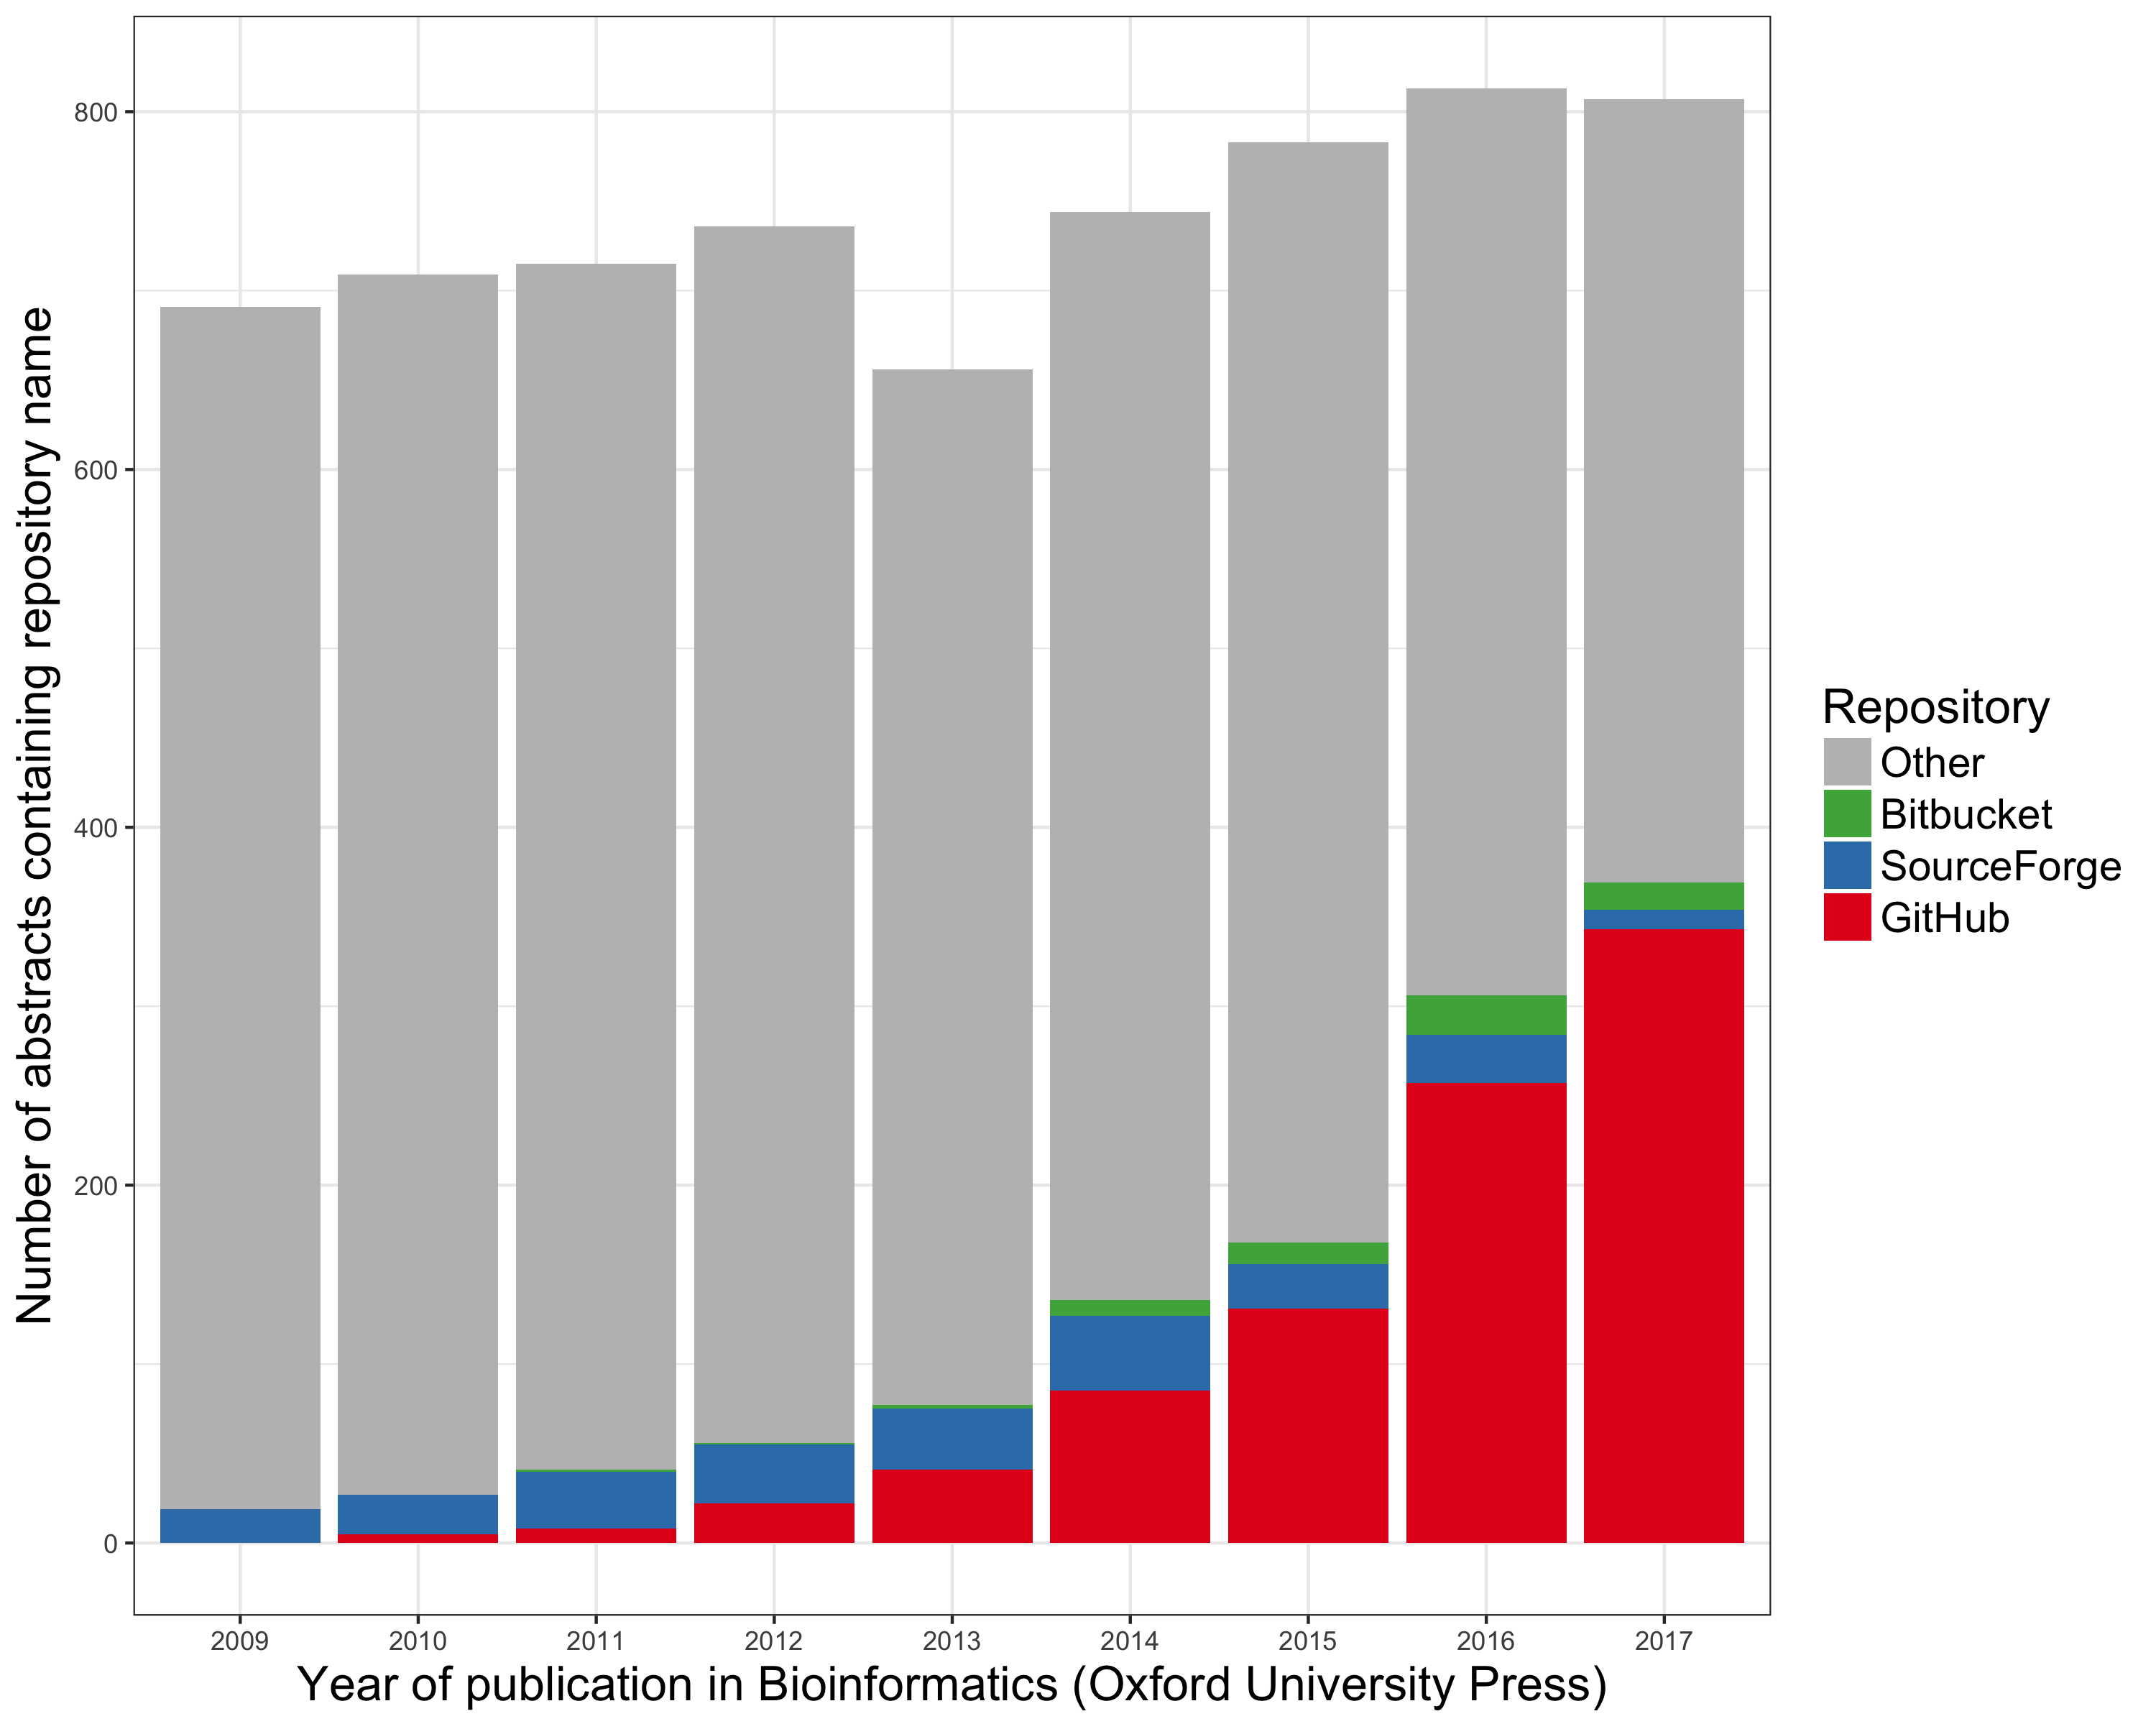 Number of abstracts containing repository name
800
600
400
200
0
2009 2010 2011 2012 2013 2014 2015 2016 2017
Year of publication in Bioinformatics (Oxford University Press)
Repository
Other
Bitbucket
SourceForge
GitHub